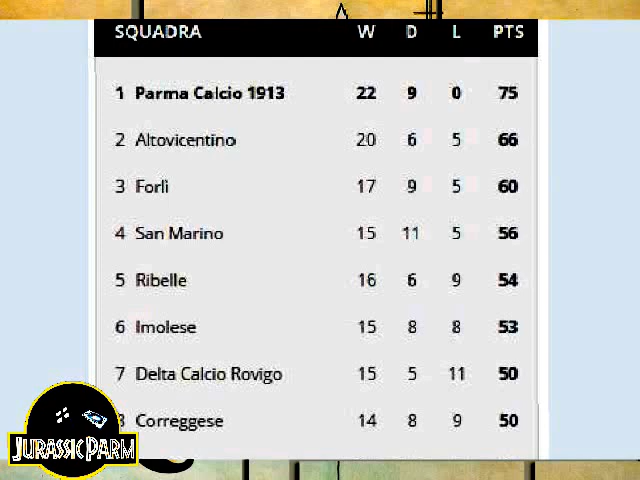 SQUADRA W D L PTS
1 Parma Calcio 1913 22 9 0 75
2 Altovicentino 20 6 5 66
3 Forlì 17 9 5 60
4 San Marino 15 11 5 56
5 Ribelle 16 6 9 54
6 Imolese 15 8 8 53
7 Delta Calcio Rovigo 15 5 11 50
8 Correggese 14 8 9 50
JURASSIC PARM